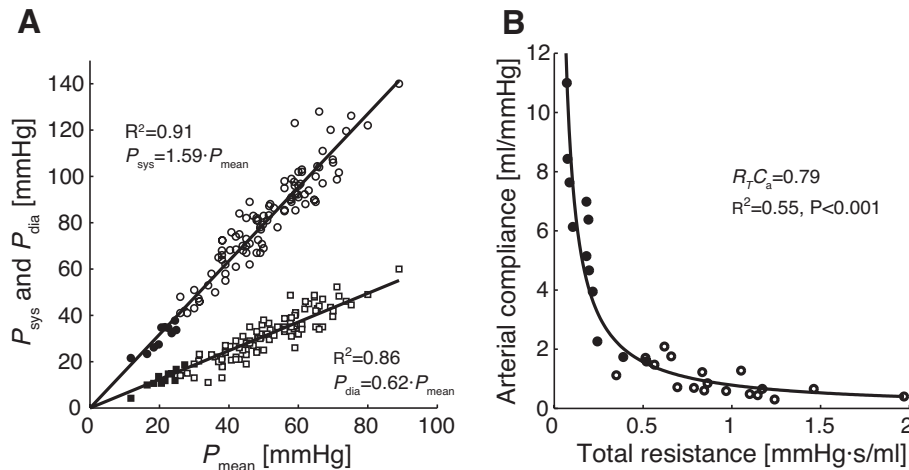 A
P_sys and P_dia [mmHg]
140
120
100
80
60
40
20
0
R²=0.91
P_sys=1.59·P_mean
R²=0.86
P_dia=0.62·P_mean
0 20 40 60 80 100
P_mean [mmHg]
B
Arterial compliance [ml/mmHg]
12
10
8
6
4
2
0
R_TC_a=0.79
R²=0.55, P<0.001
0 0.5 1 1.5 2
Total resistance [mmHg·s/ml]